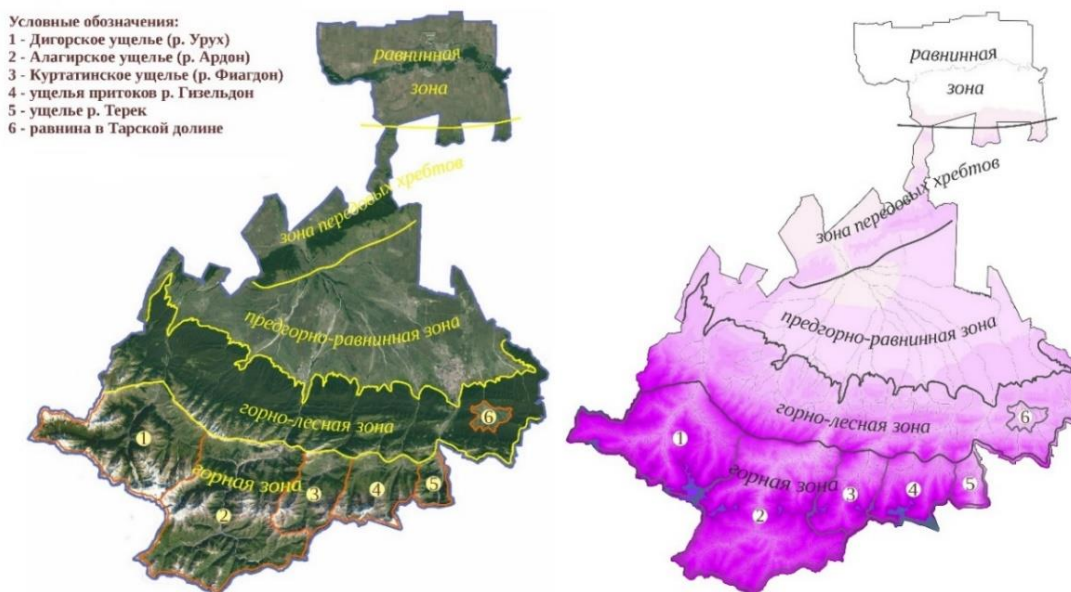 Условные обозначения:
1 - Дигорское ущелье (р. Урух)
2 - Алагирское ущелье (р. Ардон)
3 - Куртатинское ущелье (р. Фиагдон)
4 - ущелья притоков р. Гизельдон
5 - ущелье р. Терек
6 - равнина в Тарской долине
равнинная
зона
зона передовых хребтов
предгорно-равнинная зона
горно-лесная зона
горная зона
1
2
3
4
5
6
равнинная
зона
зона передовых хребтов
предгорно-равнинная зона
горно-лесная зона
горная зона
1
2
3
4
5
6